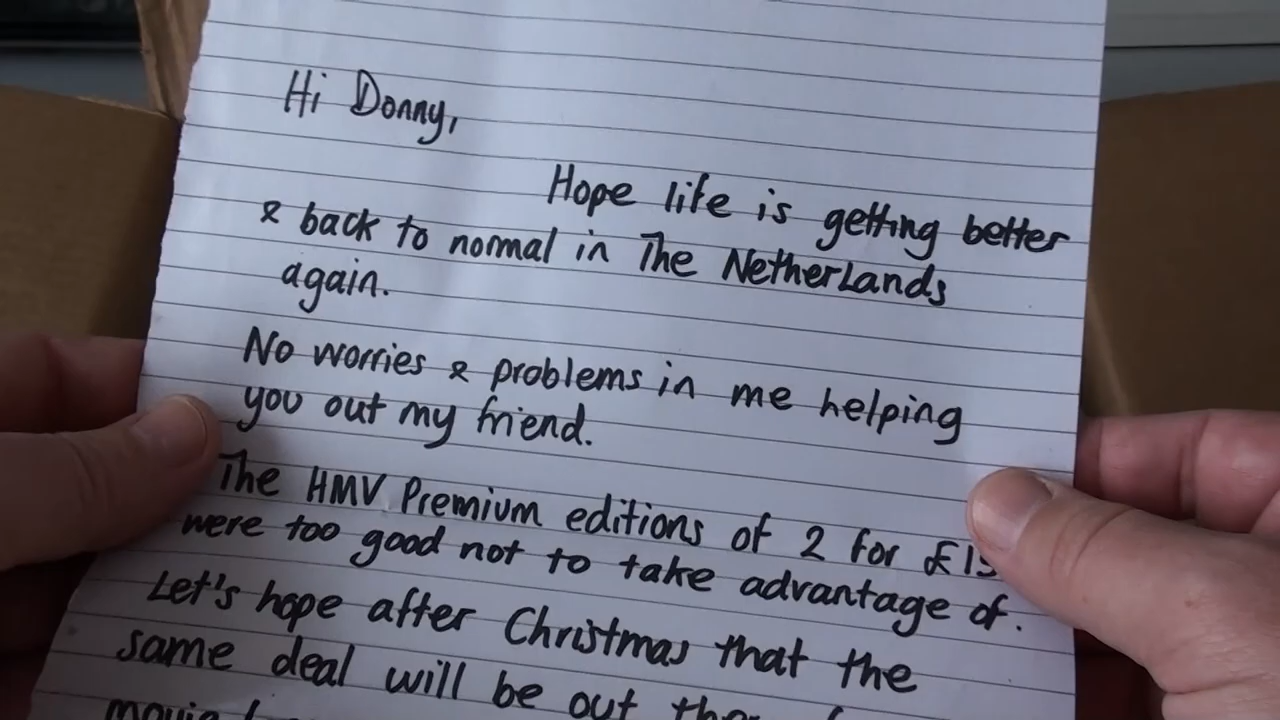 Hi Donny,
Hope life is getting better
& back to normal in The Netherlands
again.
No worries & problems in me helping
you out my friend.
The HMV Premium editions of 2 for £15
were too good not to take advantage of.
Let's hope after Christmas that the
same deal will be out